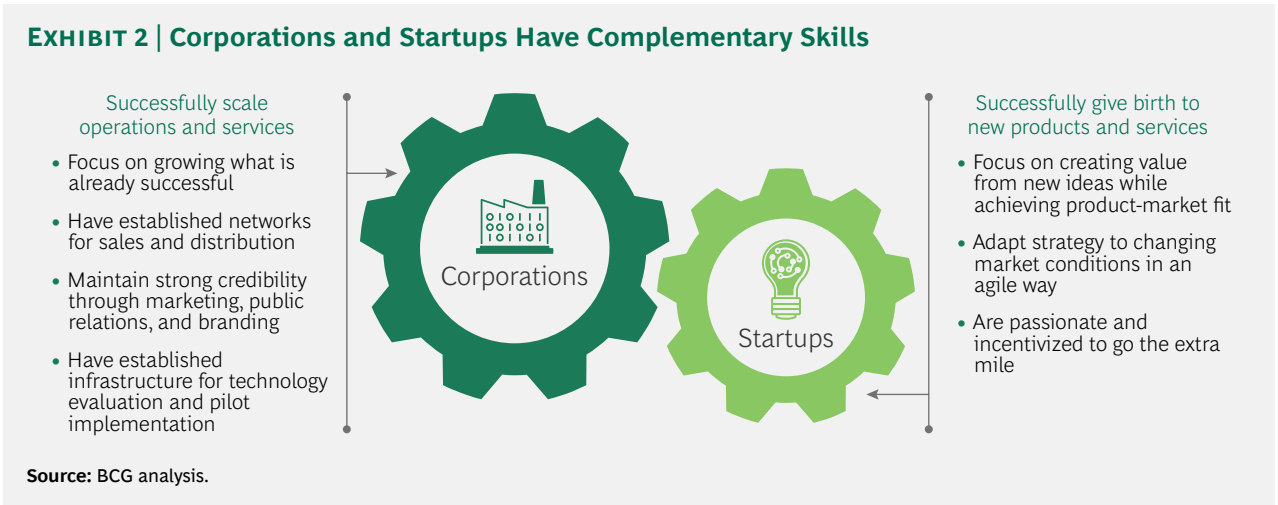 EXHIBIT 2 | Corporations and Startups Have Complementary Skills
Successfully scale
operations and services
• Focus on growing what is
already successful
• Have established networks
for sales and distribution
• Maintain strong credibility
through marketing, public
relations, and branding
• Have established
infrastructure for technology
evaluation and pilot
implementation
Corporations
Startups
Successfully give birth to
new products and services
• Focus on creating value
from new ideas while
achieving product-market fit
• Adapt strategy to changing
market conditions in an
agile way
• Are passionate and
incentivized to go the extra
mile
Source: BCG analysis.